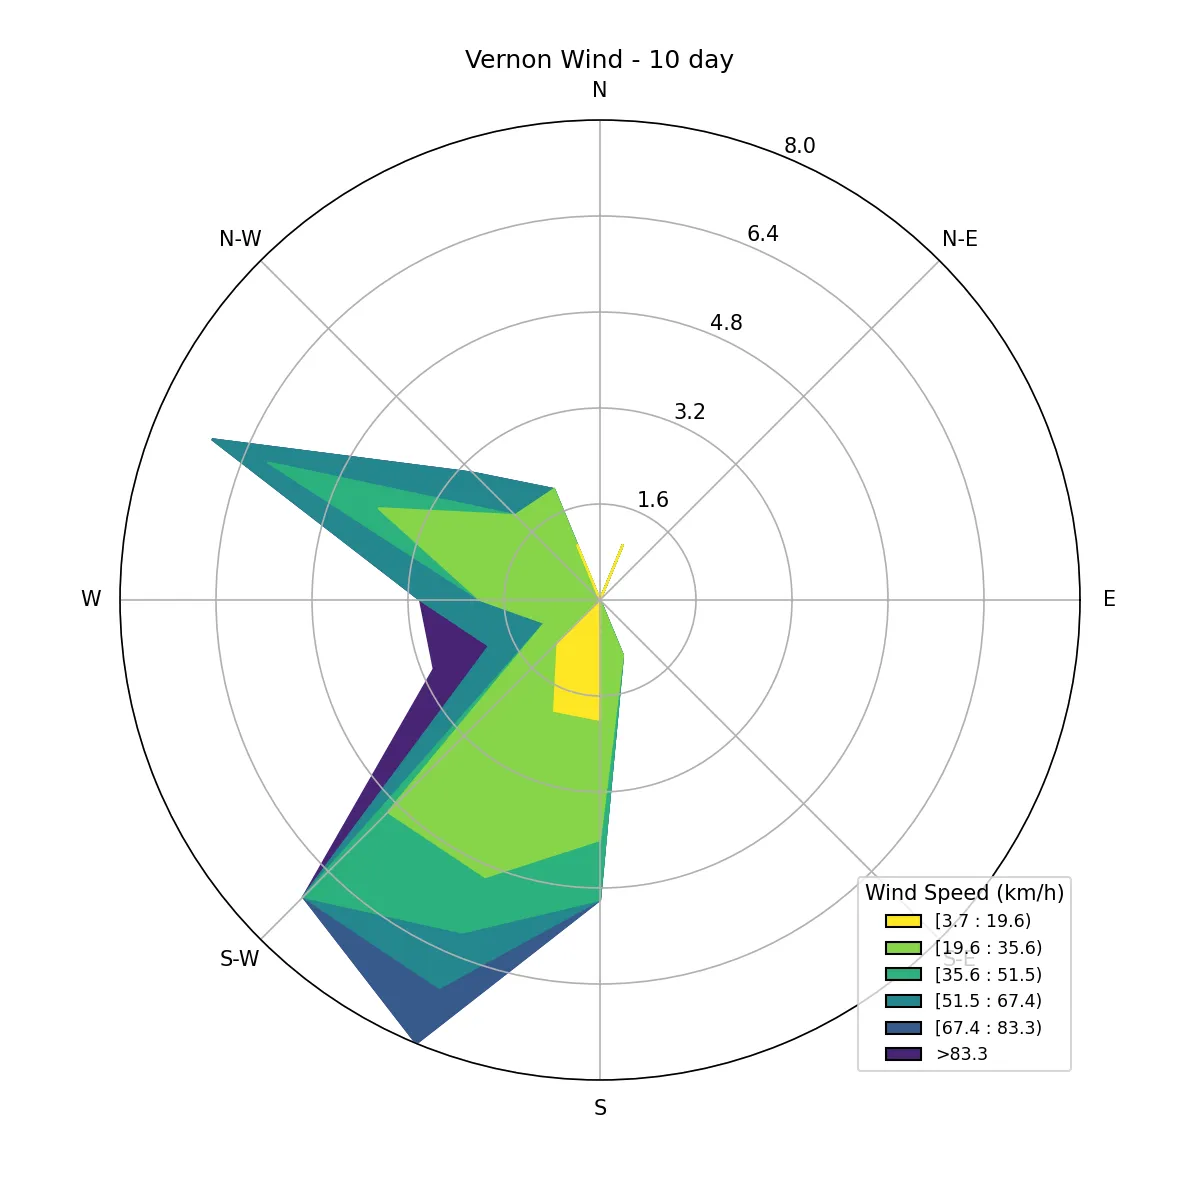 Vernon Wind - 10 day
N
8.0
N-W
6.4
N-E
4.8
3.2
1.6
W
E
S-W
S-E
S
Wind Speed (km/h)
[3.7 : 19.6)
[19.6 : 35.6)
[35.6 : 51.5)
[51.5 : 67.4)
[67.4 : 83.3)
>83.3